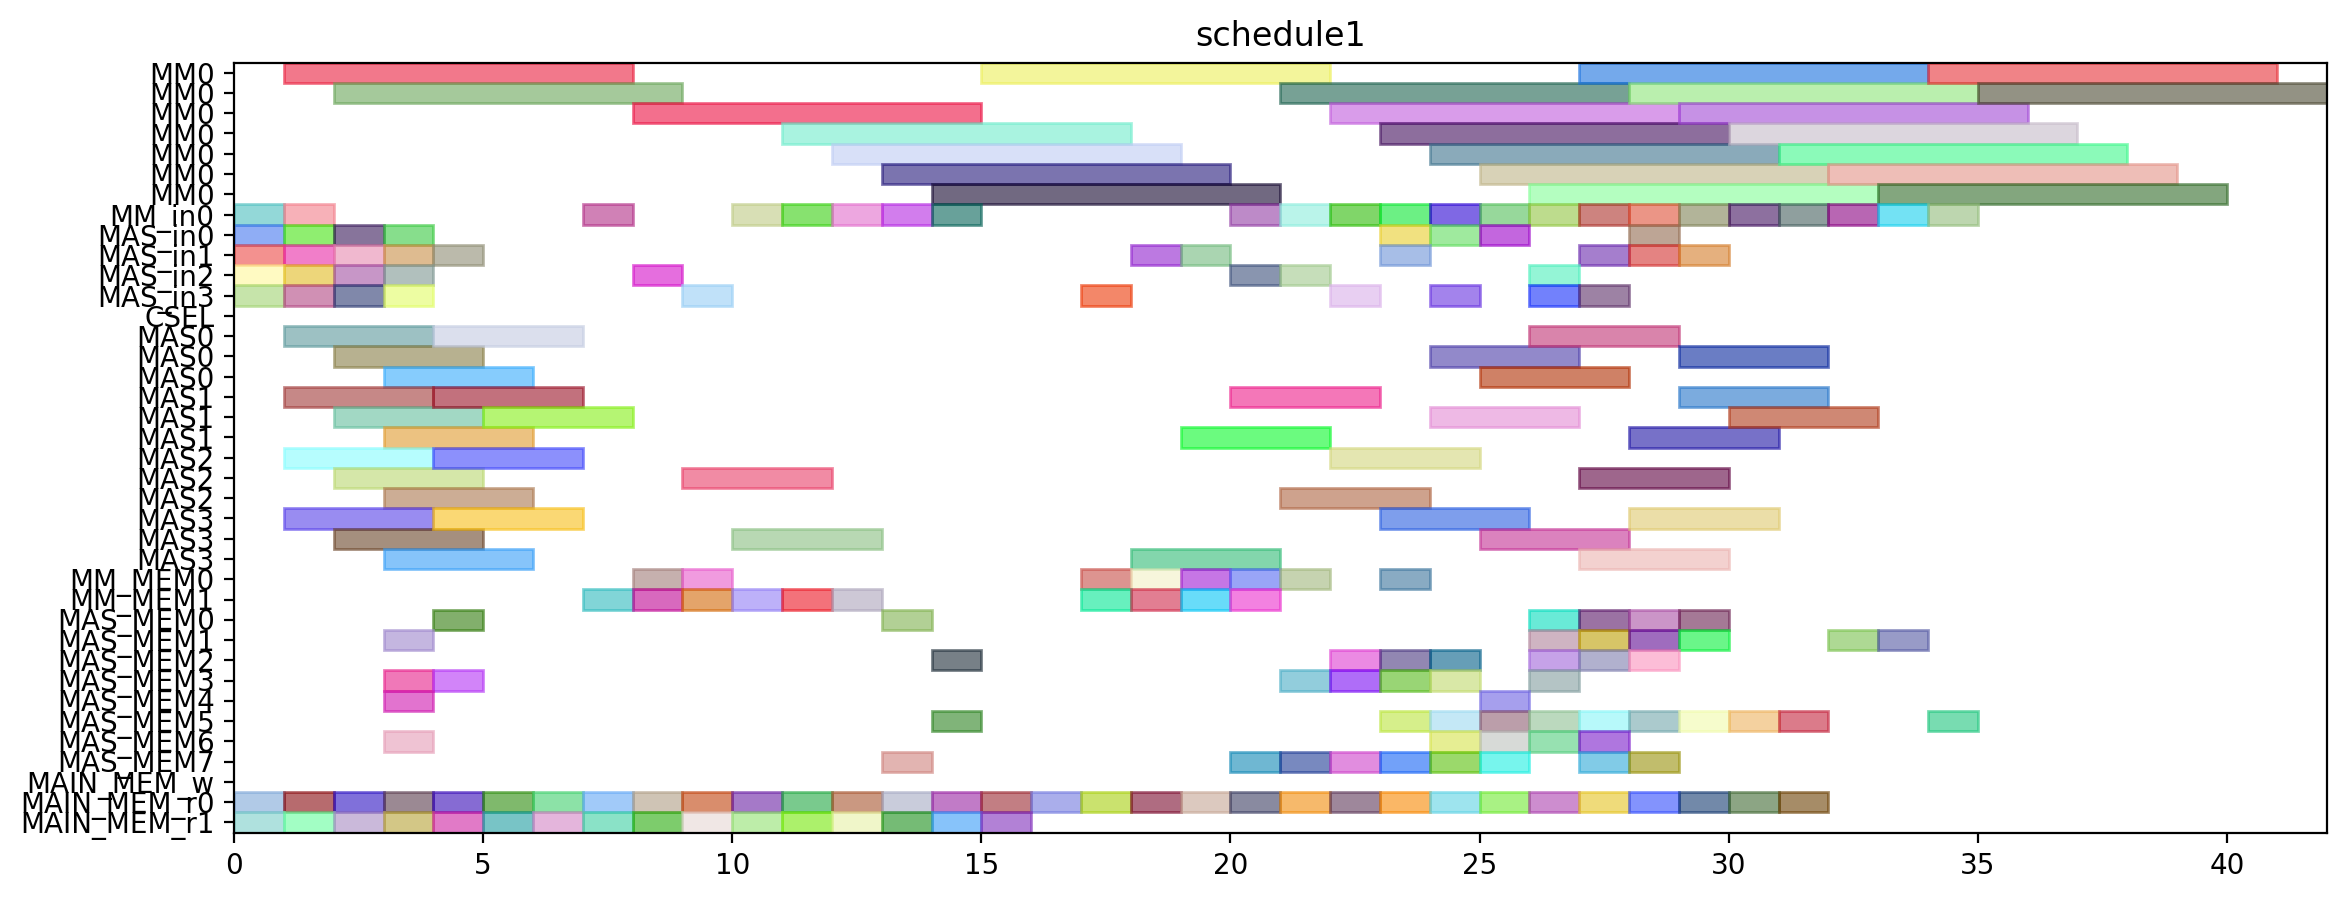 schedule1
MM0
MM0
MM0
MM0
MM0
MM0
MM0
MM_in0
MAS_in0
MAS_in1
MAS_in2
MAS_in3
CSEL
MAS0
MAS0
MAS0
MAS1
MAS1
MAS1
MAS2
MAS2
MAS2
MAS3
MAS3
MAS3
MM_MEM0
MM_MEM1
MAS_MEM0
MAS_MEM1
MAS_MEM2
MAS_MEM3
MAS_MEM4
MAS_MEM5
MAS_MEM6
MAS_MEM7
MAIN_MEM_w
MAIN_MEM_r0
MAIN_MEM_r1
0 5 10 15 20 25 30 35 40